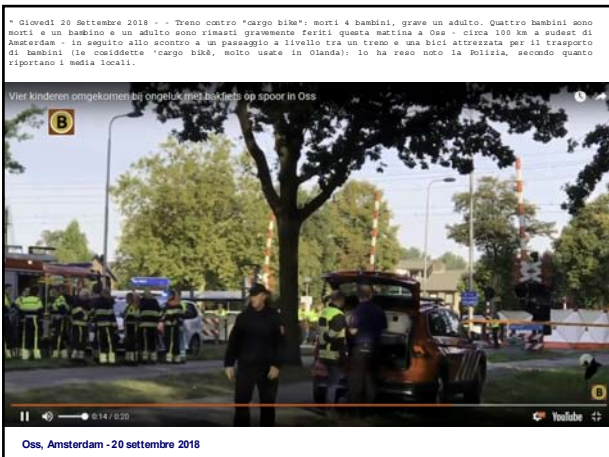 " Giovedì 20 Settembre 2018 - - Treno contro "cargo bike": morti 4 bambini, grave un adulto. Quattro bambini sono
morti e un bambino e un adulto sono rimasti gravemente feriti questa mattina a Oss - circa 100 km a sudest di
Amsterdam - in seguito allo scontro a un passaggio a livello tra un treno e una bici attrezzata per il trasporto
di bambini (le cosiddette 'cargo bikè, molto usate in Olanda): lo ha reso noto la Polizia, secondo quanto
riportano i media locali.
Vier kinderen omgekomen bij ongeluk met bakfiets op spoor in Oss
B
B
0:14 / 0:20
YouTube
Oss, Amsterdam - 20 settembre 2018